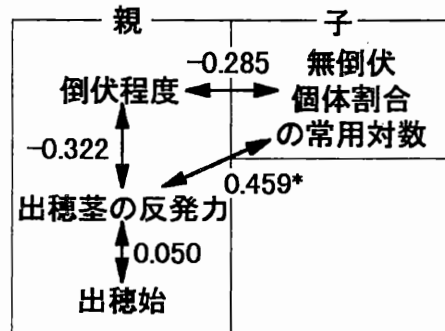 親
子
-0.285
倒伏程度
無倒伏
個体割合
の常用対数
-0.322
0.459*
出穂茎の反発力
0.050
出穂始